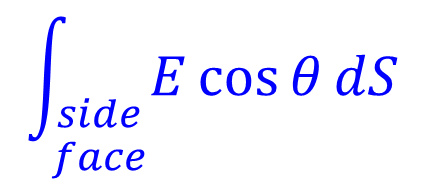 ∫ side face E cos θ dS